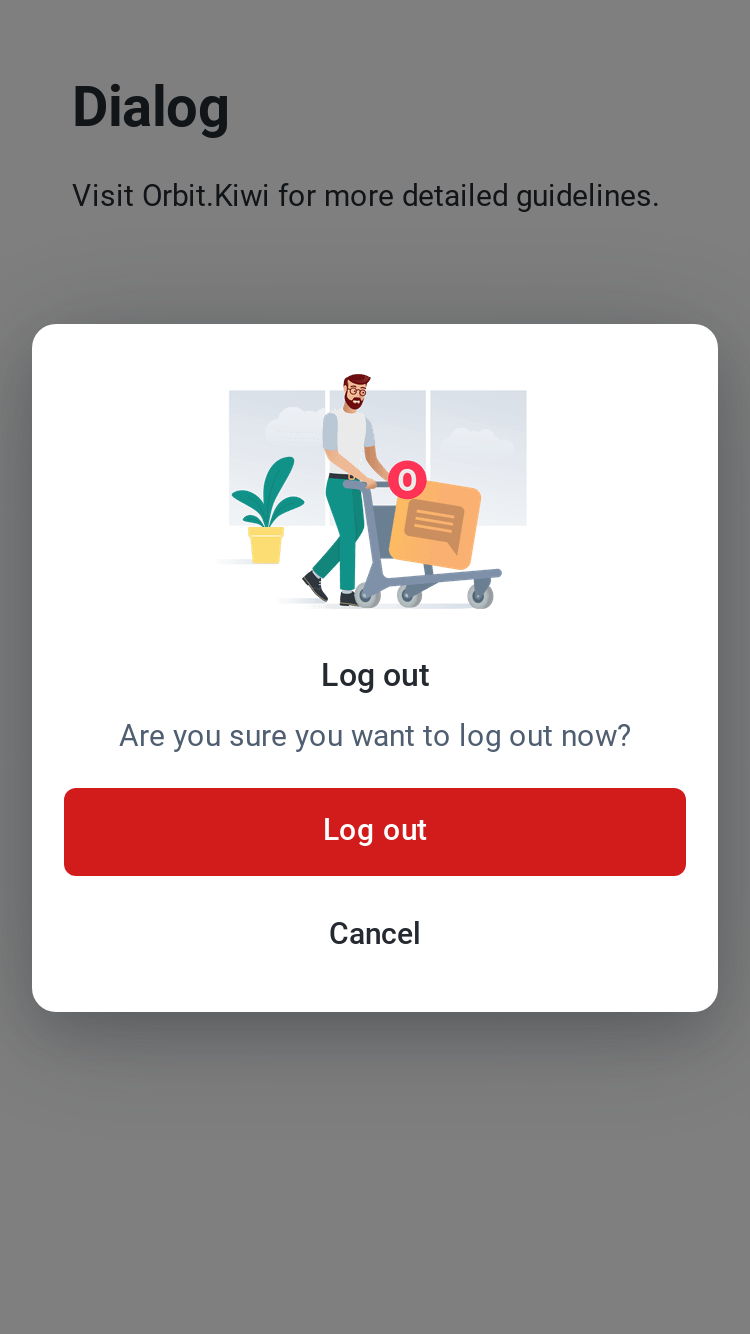 Dialog
Visit Orbit.Kiwi for more detailed guidelines.
0
Log out
Are you sure you want to log out now?
Log out
Cancel